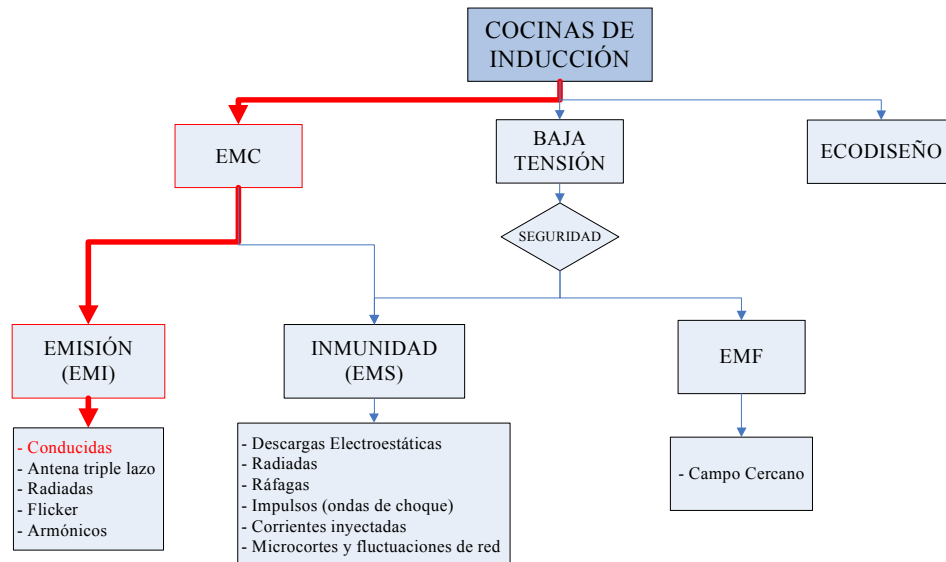 COCINAS DE
INDUCCIÓN
EMC
BAJA
TENSIÓN
ECODISEÑO
SEGURIDAD
EMISIÓN
(EMI)
INMUNIDAD
(EMS)
EMF
- Conducidas
- Antena triple lazo
- Radiadas
- Flicker
- Armónicos
- Descargas Electroestáticas
- Radiadas
- Ráfagas
- Impulsos (ondas de choque)
- Corrientes inyectadas
- Microcortes y fluctuaciones de red
- Campo Cercano